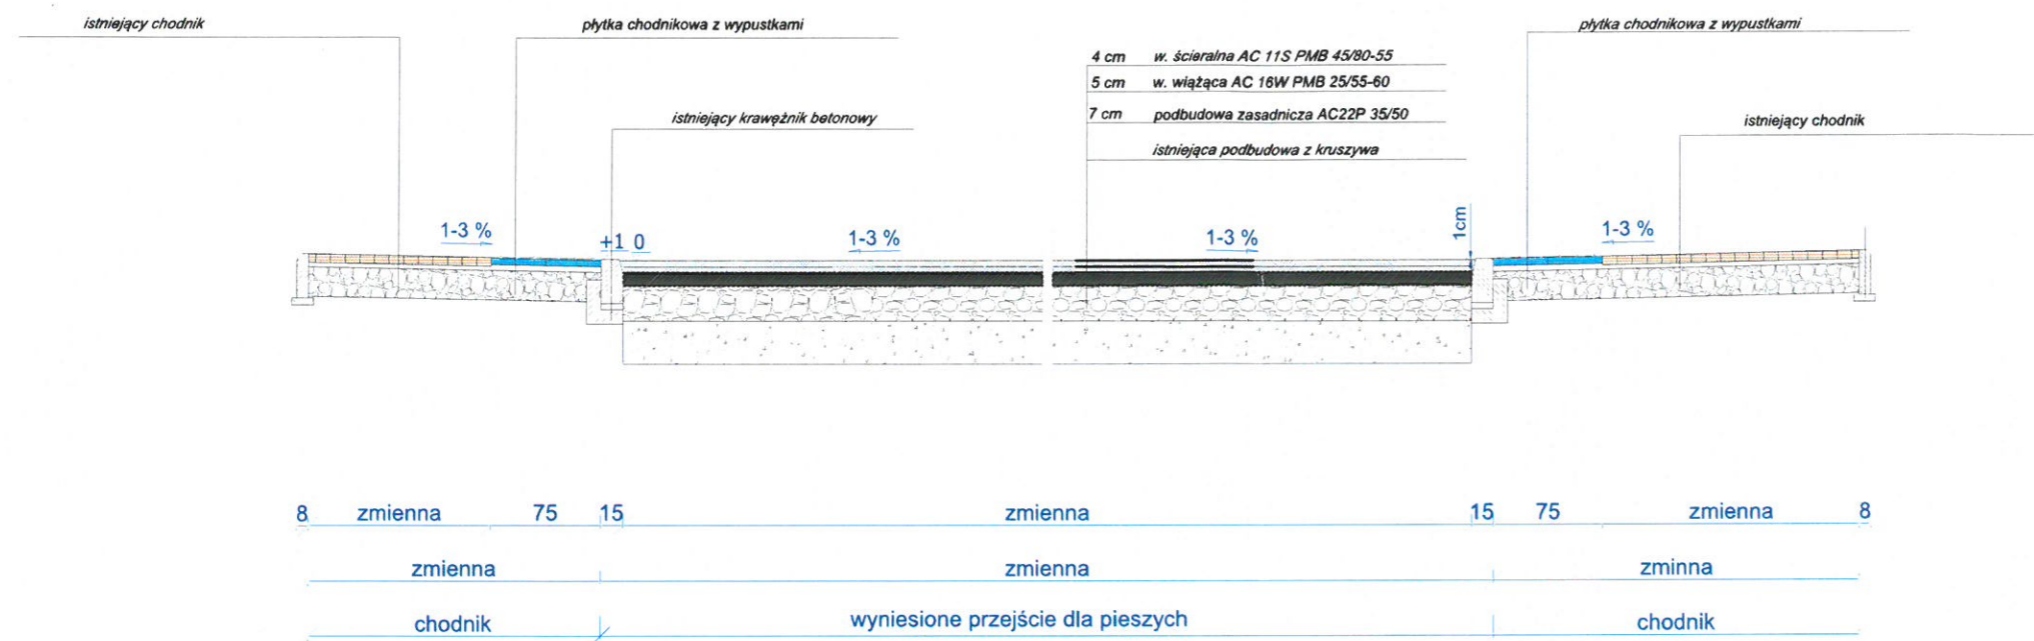 istniejący chodnik
płytka chodnikowa z wypustkami
płytka chodnikowa z wypustkami
4 cm w. ścieralna AC 11S PMB 45/80-55
5 cm w. wiążąca AC 16W PMB 25/55-60
7 cm podbudowa zasadnicza AC22P 35/50
istniejąca podbudowa z kruszywa
istniejący krawężnik betonowy
istniejący chodnik
1-3 %
+1 0
1-3 %
1-3 %
1cm
1-3 %
8 zmienna 75 15 zmienna 15 75 zmienna 8
zmienna zmienna zminna
chodnik wyniesione przejście dla pieszych chodnik